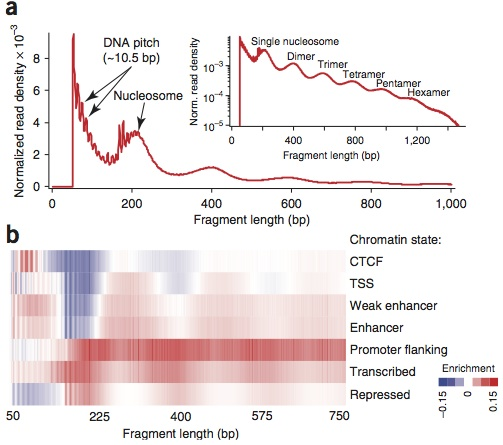 a
Normalized read density × 10⁻³
8
6
4
2
0
DNA pitch
(~10.5 bp)
Nucleosome
0
200
400
600
800
1,000
Fragment length (bp)
Norm. read density
10⁻³
10⁻⁴
10⁻⁵
Single nucleosome
Dimer
Trimer
Tetramer
Pentamer
Hexamer
0
400
800
1,200
Fragment length (bp)
b
Chromatin state:
CTCF
TSS
Weak enhancer
Enhancer
Promoter flanking
Transcribed
Repressed
50
225
400
575
750
Fragment length (bp)
Enrichment
−0.15
0
0.15